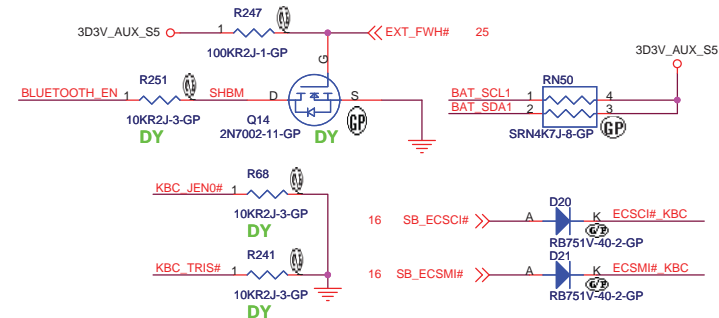 R247
3D3V_AUX_S5 1
100KR2J-1-GP
EXT_FWH# 25
G
3D3V_AUX_S5
BLUETOOTH_EN 1
R251
10KR2J-3-GP
DY
SHBM
D
S
Q14
2N7002-11-GP
DY
GP
RN50
BAT_SCL1 1 4
BAT_SDA1 2 3
SRN4K7J-8-GP
GP
R68
KBC_JEN0# 1
10KR2J-3-GP
DY
R241
KBC_TRIS# 1
10KR2J-3-GP
DY
D20
16 SB_ECSCI# A K ECSCI#_KBC
G/P
RB751V-40-2-GP
D21
16 SB_ECSMI# A K ECSMI#_KBC
G/P
RB751V-40-2-GP